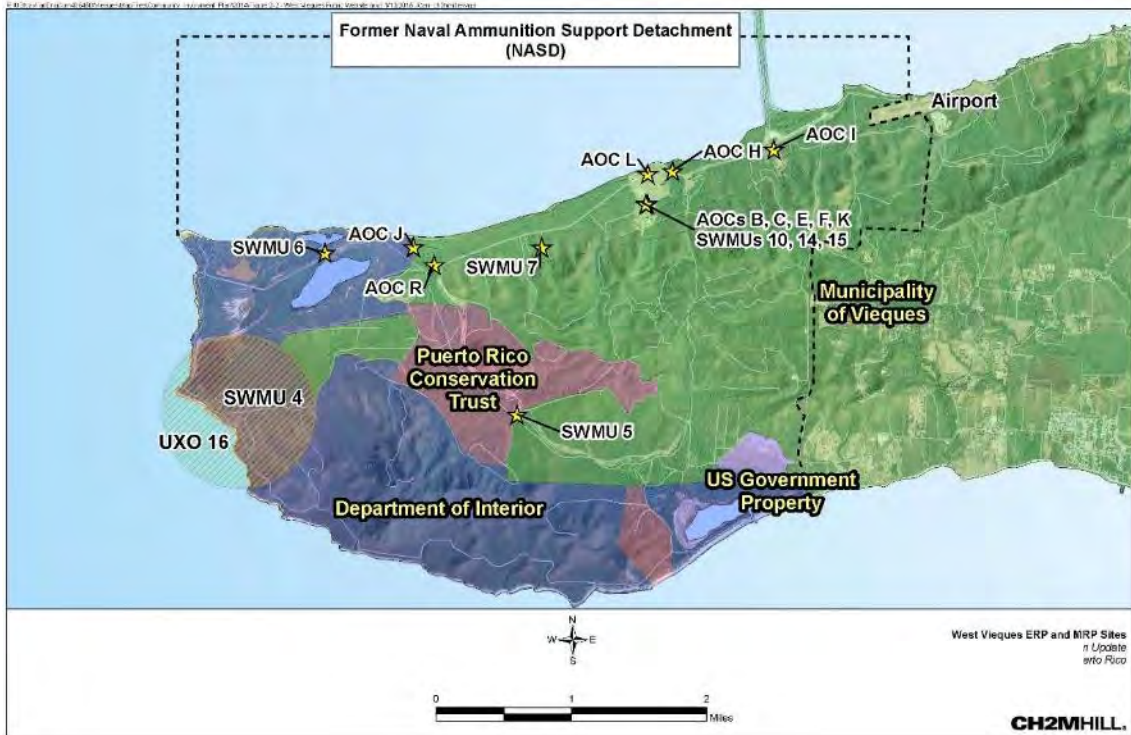 Former Naval Ammunition Support Detachment
(NASD)
Airport
AOC I
AOC H
AOC L
AOCs B, C, E, F, K
SWMUs 10, 14, 15
SWMU 6
AOC J
AOC R
SWMU 7
Municipality
of Vieques
Puerto Rico
Conservation
Trust
SWMU 4
UXO 16
SWMU 5
US Government
Property
Department of Interior
N
W E
S
West Vieques ERP and MRP Sites
n Update
erto Rico
0 1 2
Miles
CH2MHILL.